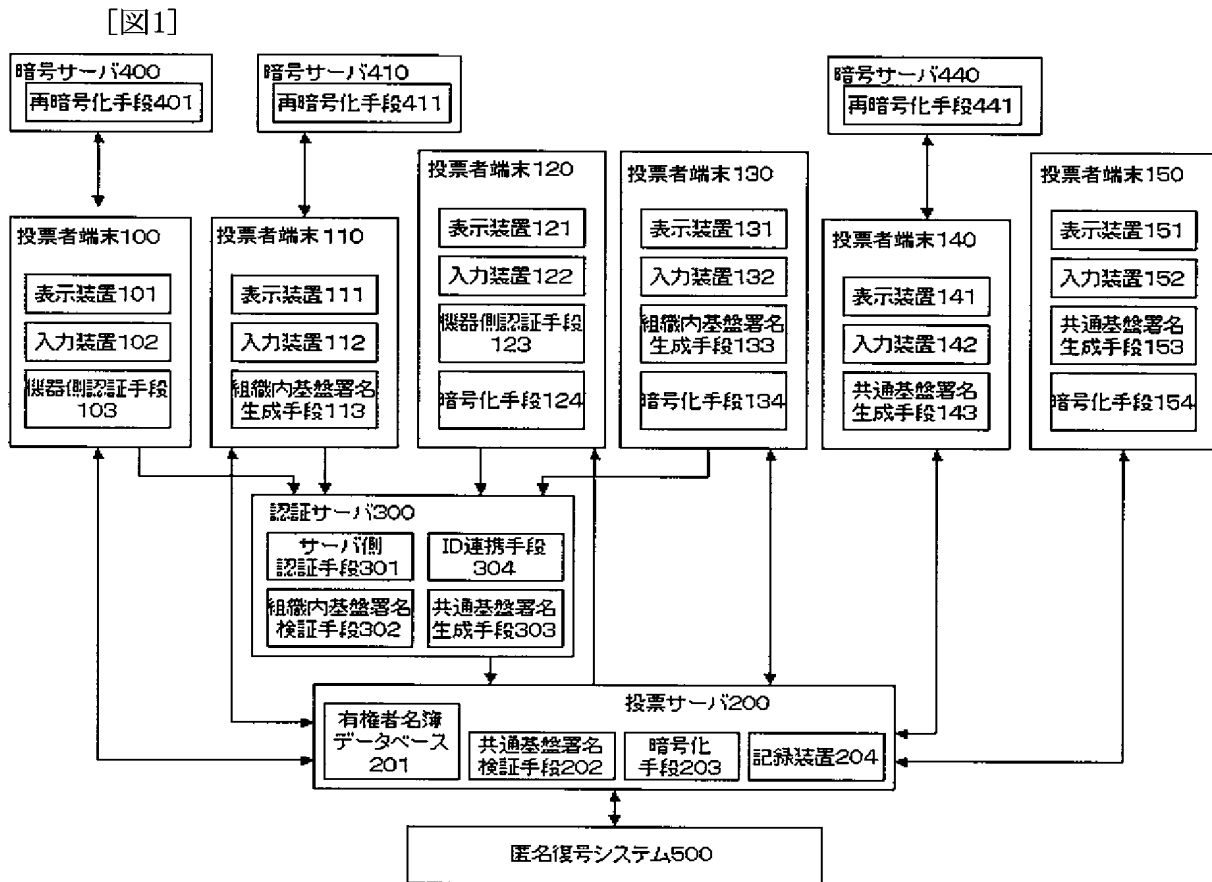 [図1]
暗号サーバ400
再暗号化手段401
暗号サーバ410
再暗号化手段411
暗号サーバ440
再暗号化手段441
投票者端末100
表示装置101
入力装置102
機器側認証手段
103
投票者端末110
表示装置111
入力装置112
組織内基盤署名
生成手段113
投票者端末120
表示装置121
入力装置122
機器側認証手段
123
暗号化手段124
投票者端末130
表示装置131
入力装置132
組織内基盤署名
生成手段133
暗号化手段134
投票者端末140
表示装置141
入力装置142
共通基盤署名
生成手段143
投票者端末150
表示装置151
入力装置152
共通基盤署名
生成手段153
暗号化手段154
認証サーバ300
サーバ側
認証手段301
ID連携手段
304
組織内基盤署名
検証手段302
共通基盤署名
生成手段303
投票サーバ200
有権者名簿
データベース
201
共通基盤署名
検証手段202
暗号化
手段203
記録装置204
匿名復号システム500